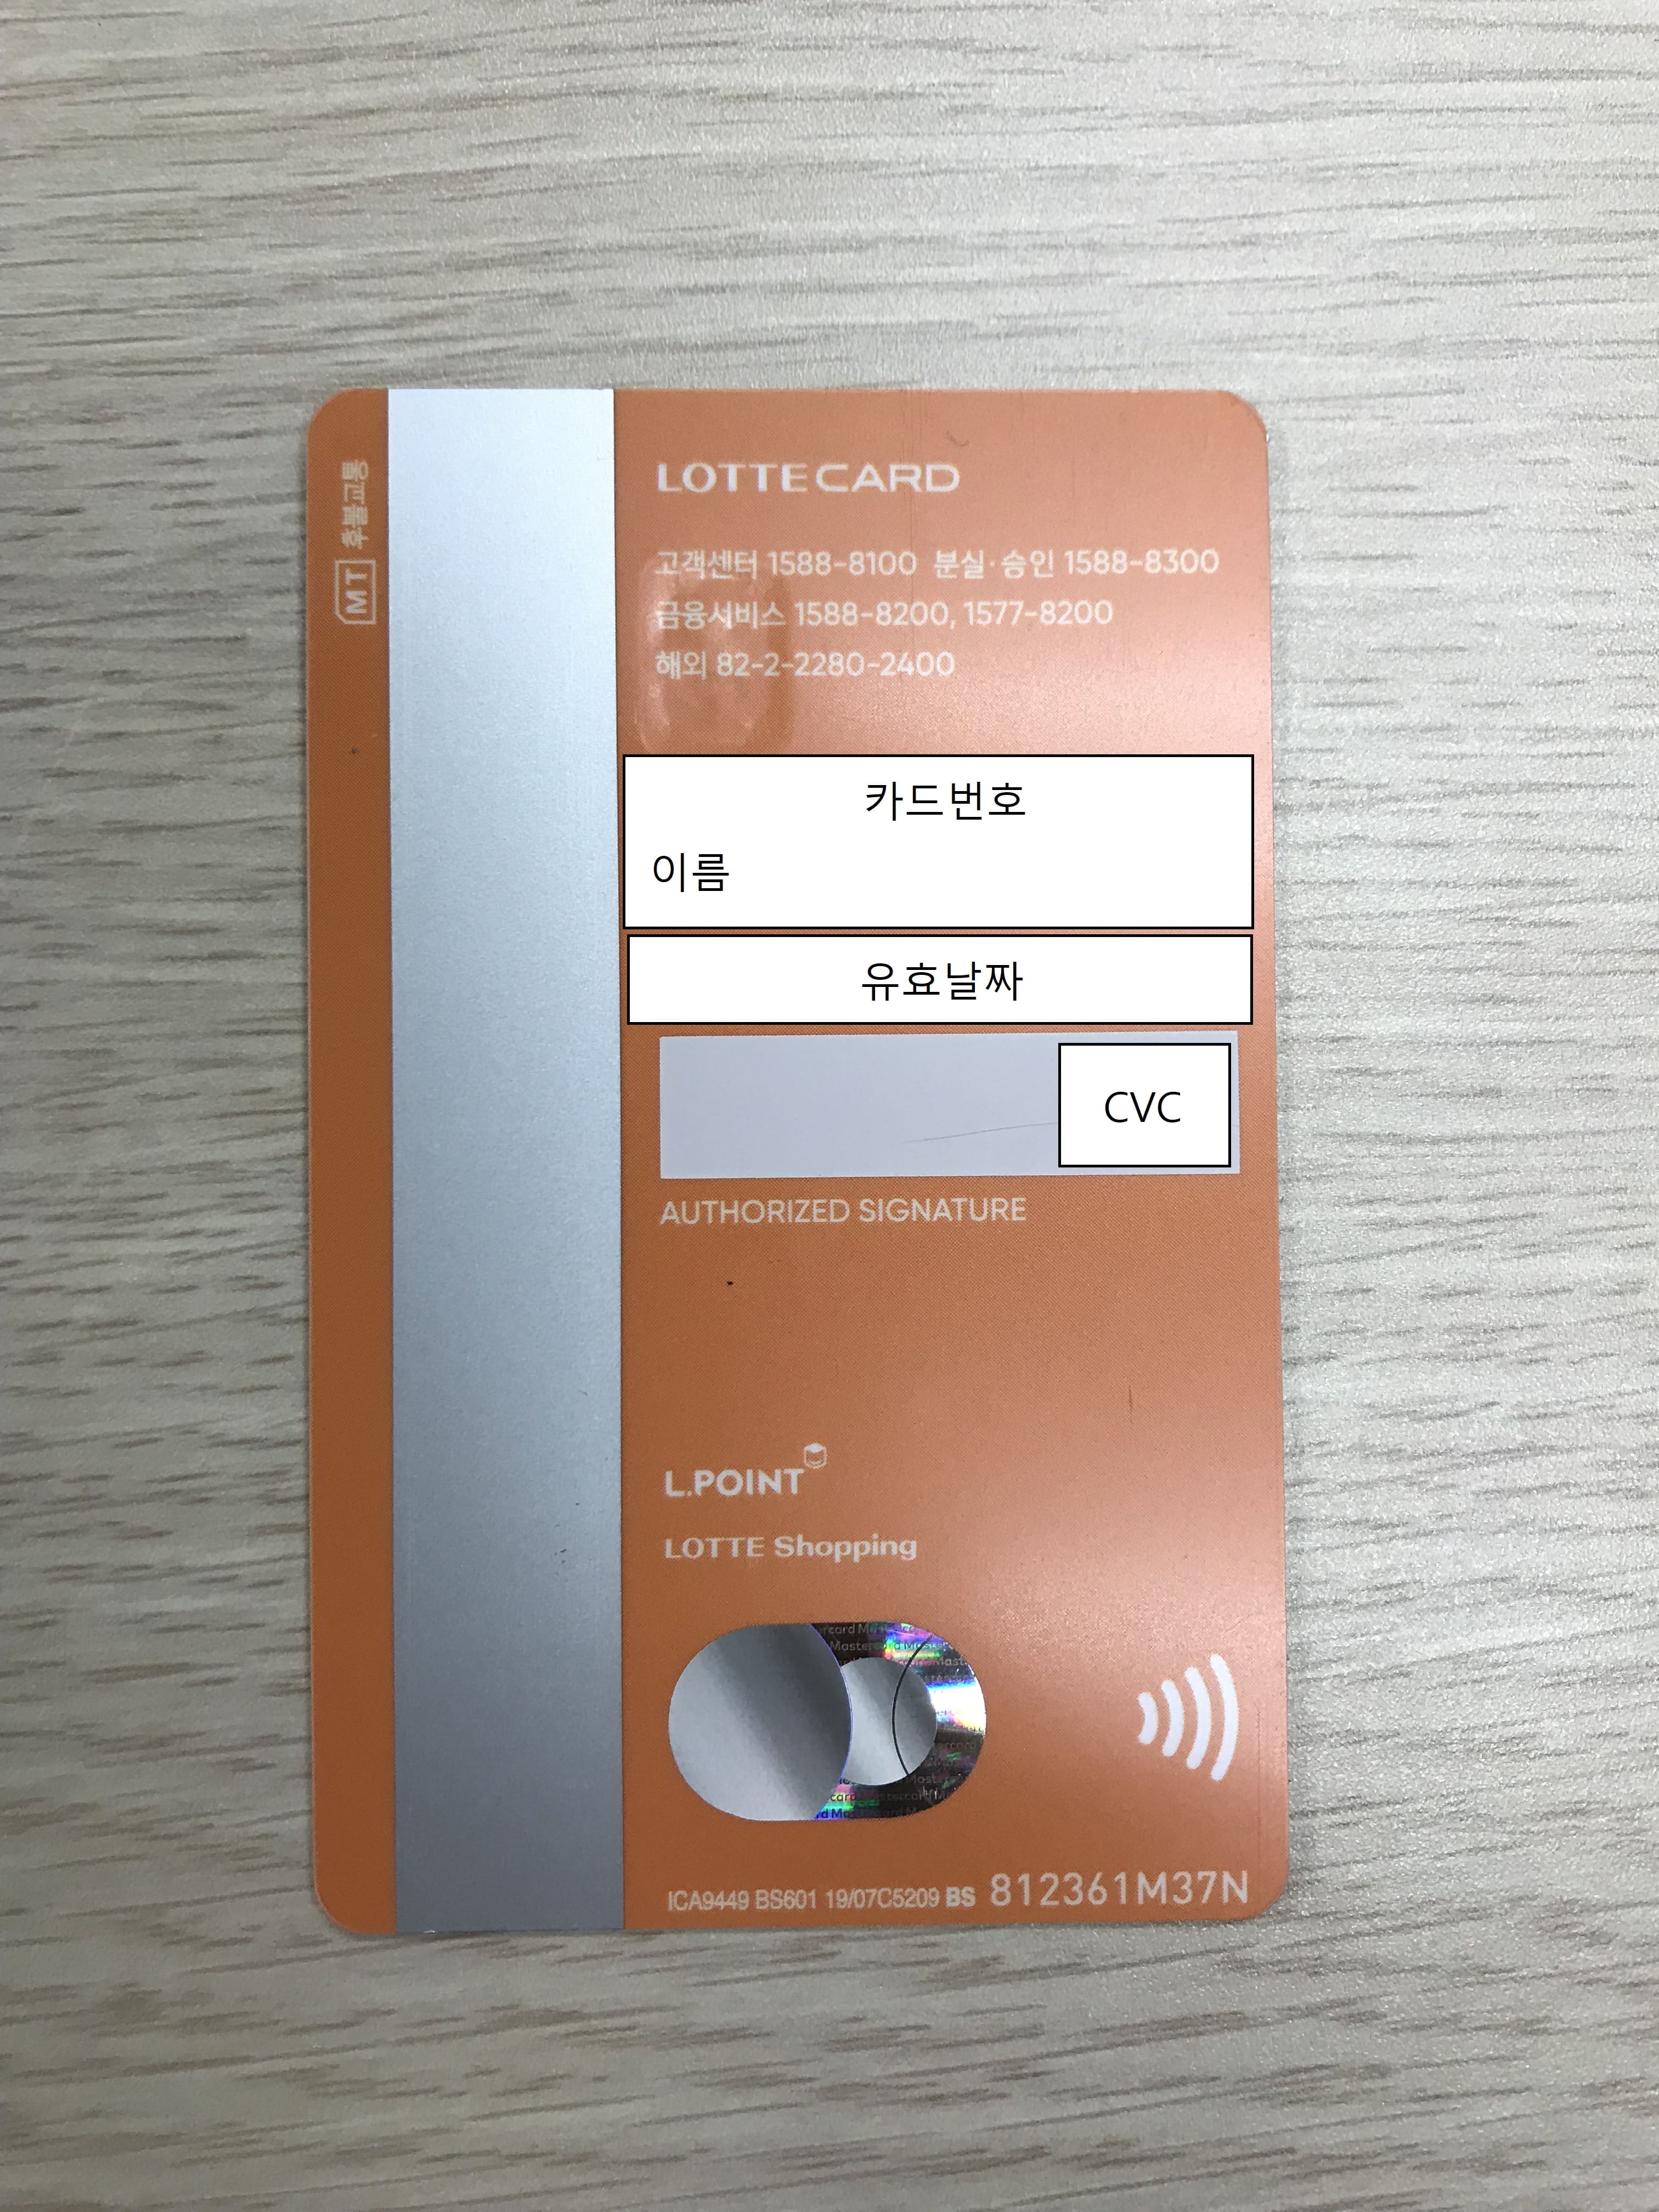 LOTTE CARD
고객센터 1588-8100 분실·승인 1588-8300
금융서비스 1588-8200, 1577-8200
해외 82-2-2280-2400
MT 후불교통
카드번호
이름
유효날짜
CVC
AUTHORIZED SIGNATURE
L.POINT
LOTTE Shopping
ICA9449 BS601 19/07C5209 BS 812361M37N